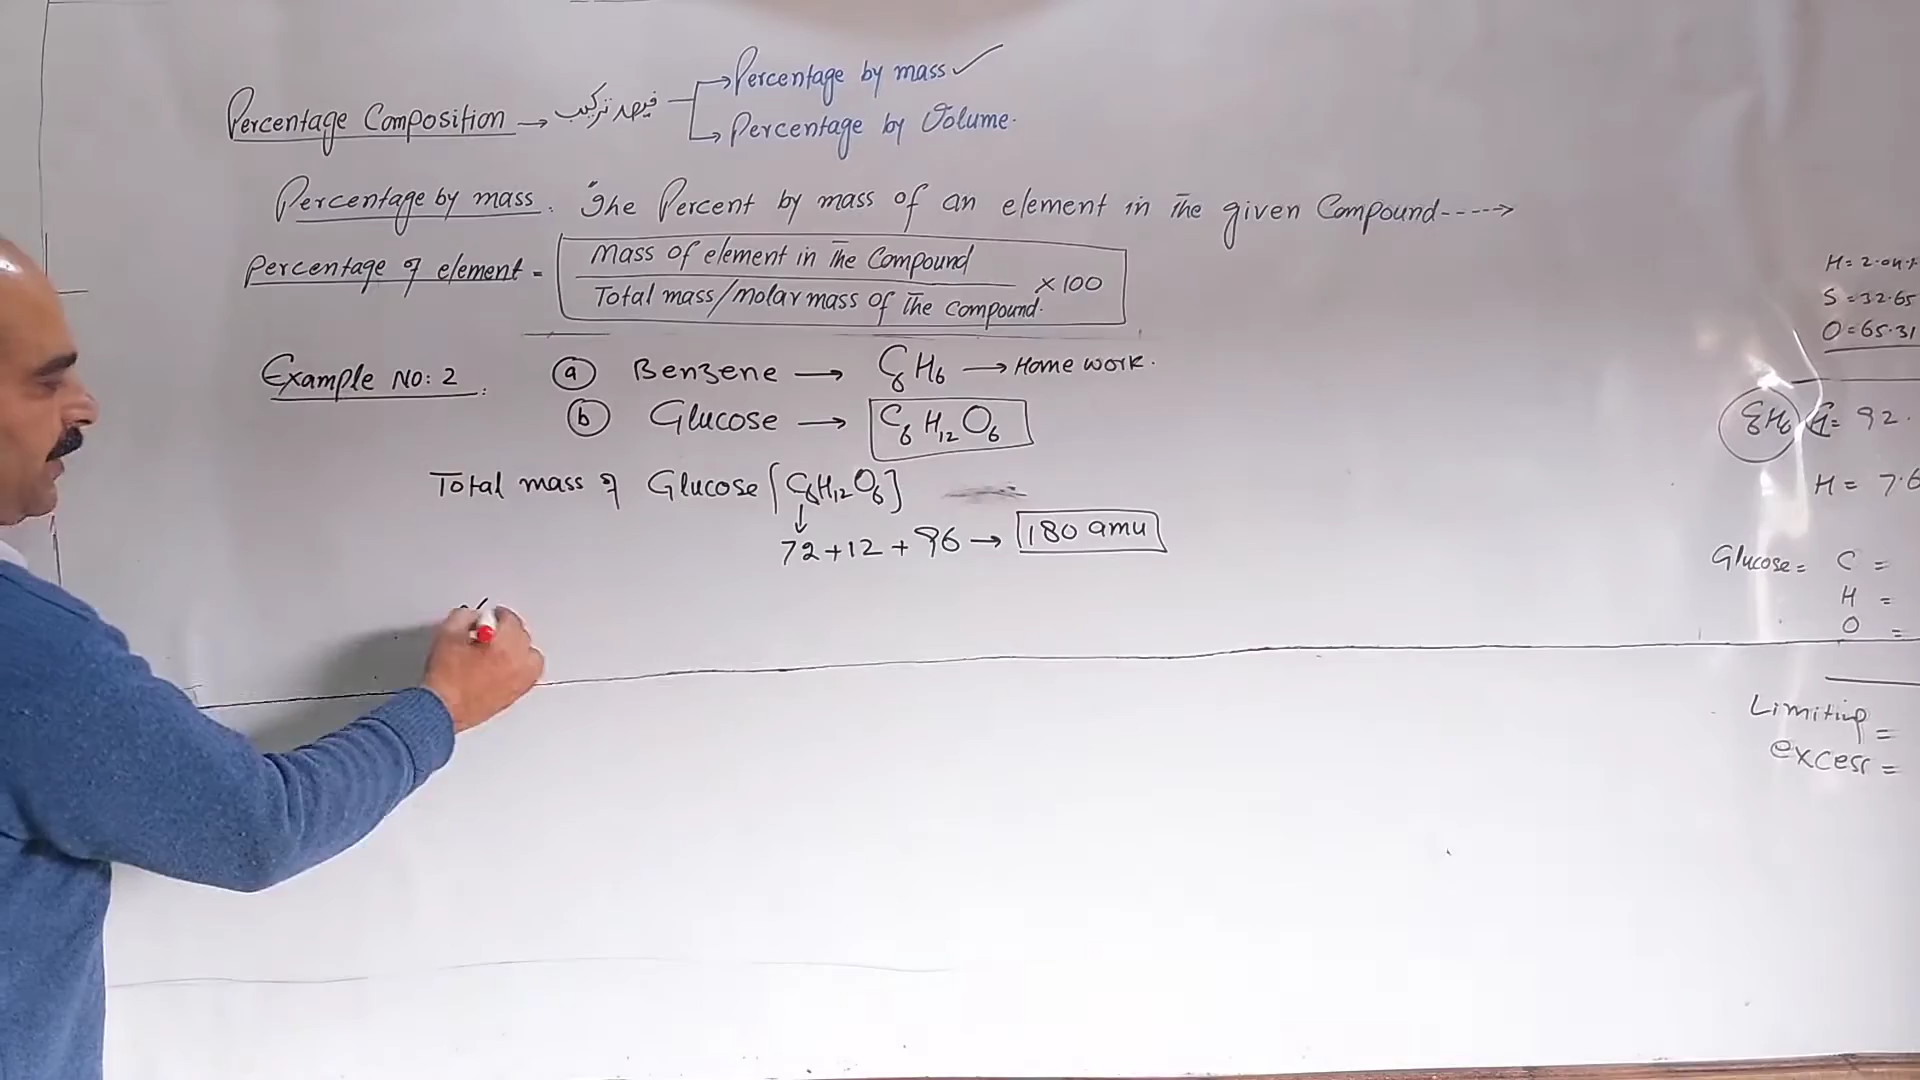 Percentage Composition → فیصد ترکیب → Percentage by mass ✓
→ Percentage by Volume.
Percentage by mass. The Percent by mass of an element in the given Compound---->
Percentage of element = Mass of element in the Compound
Total mass/molar mass of the Compound. × 100
Example NO: 2. (a) Benzene → C6H6 → Home work.
(b) Glucose → C6H12O6
Total mass of Glucose [C6H12O6]
↓
72 + 12 + 96 → 180 amu
%
H = 2.04%
S = 32.65
O = 65.31
C6H6 C = 92.
H = 7.6
Glucose = C =
H =
O =
Limiting =
excess =